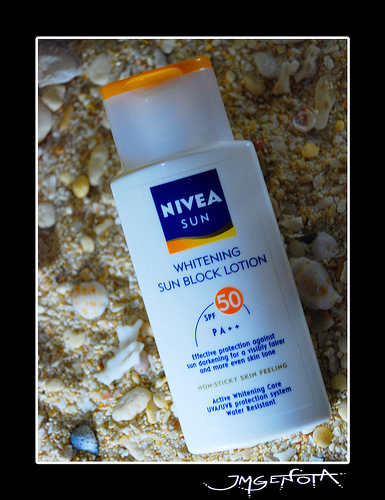 NIVEA
SUN
WHITENING
SUN BLOCK LOTION
SPF 50
PA++
Effective protection against
sun darkening for a visibly fairer
and more even skin tone
NON-STICKY SKIN FEELING
Active Whitening Care
UVA/UVB protection system
Water Resistant
JMGENOTA